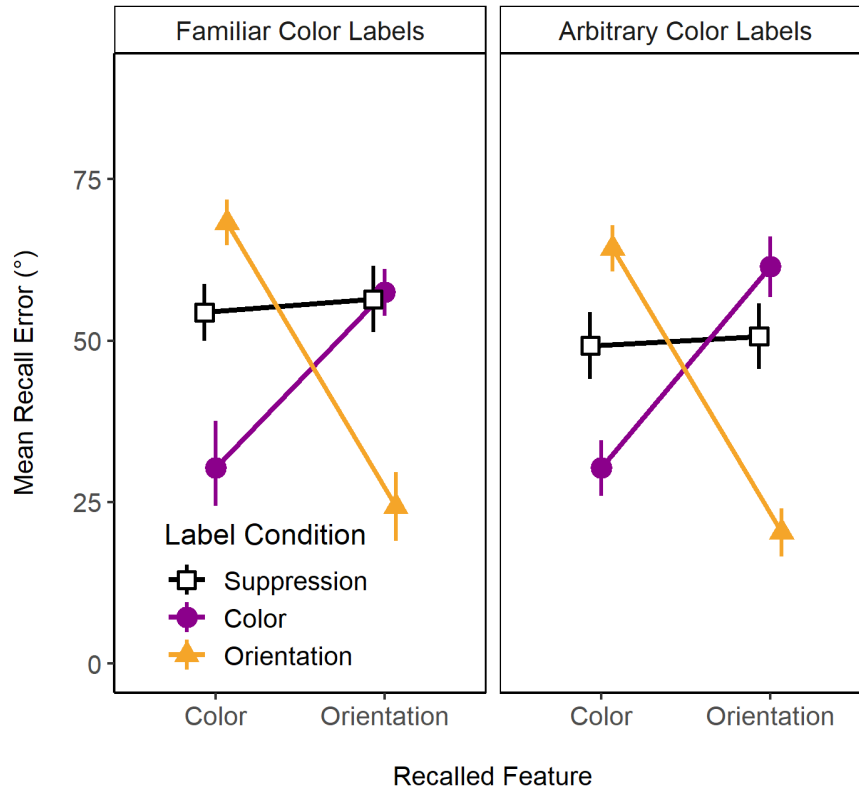 Familiar Color Labels
Arbitrary Color Labels
Mean Recall Error (°)
75
50
25
0
Label Condition
Suppression
Color
Orientation
Color
Orientation
Color
Orientation
Recalled Feature